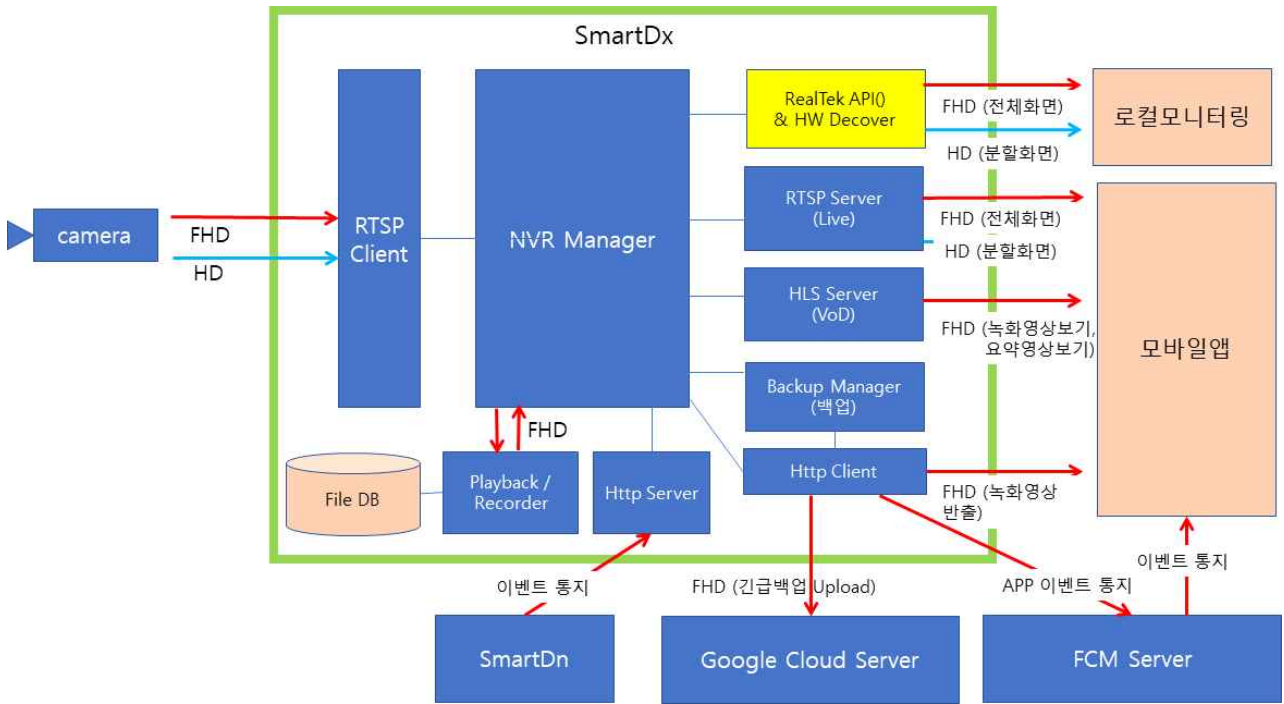 SmartDx
RealTek API()
& HW Decover
FHD (전체화면)
HD (분할화면)
로컬모니터링
camera
FHD
HD
RTSP
Client
NVR Manager
RTSP Server
(Live)
FHD (전체화면)
HD (분할화면)
HLS Server
(VoD)
FHD (녹화영상보기,
요약영상보기)
모바일앱
Backup Manager
(백업)
FHD
File DB
Playback /
Recorder
Http Server
Http Client
FHD (녹화영상
반출)
이벤트 통지
FHD (긴급백업 Upload)
APP 이벤트 통지
이벤트 통지
SmartDn
Google Cloud Server
FCM Server